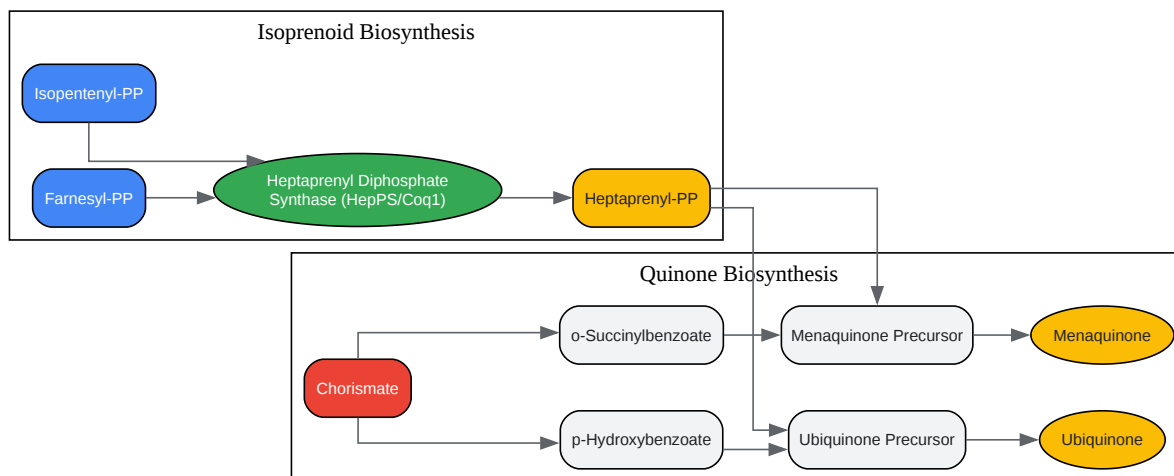 Isoprenoid Biosynthesis
Isopentenyl-PP
Farnesyl-PP
Heptaprenyl Diphosphate
Synthase (HepPS/Coq1)
Heptaprenyl-PP
Quinone Biosynthesis
o-Succinylbenzoate
Menaquinone Precursor
Menaquinone
Chorismate
p-Hydroxybenzoate
Ubiquinone Precursor
Ubiquinone